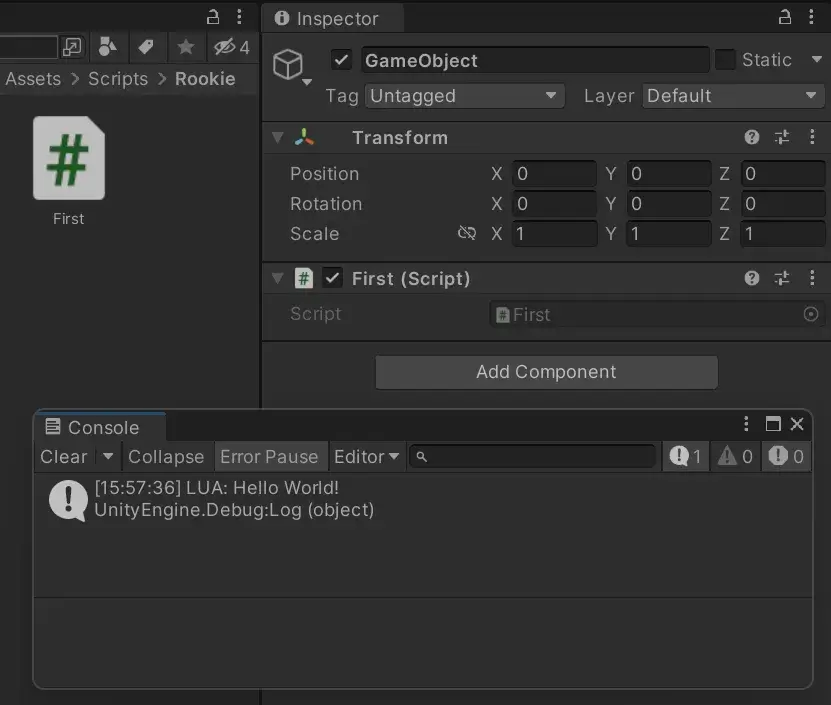 Inspector
4
Assets > Scripts > Rookie
First
GameObject
Static
Tag Untagged
Layer Default
Transform
Position X 0 Y 0 Z 0
Rotation X 0 Y 0 Z 0
Scale X 1 Y 1 Z 1
# First (Script)
Script # First
Add Component
Console
Clear Collapse Error Pause Editor 1 0 0
[15:57:36] LUA: Hello World!
UnityEngine.Debug:Log (object)